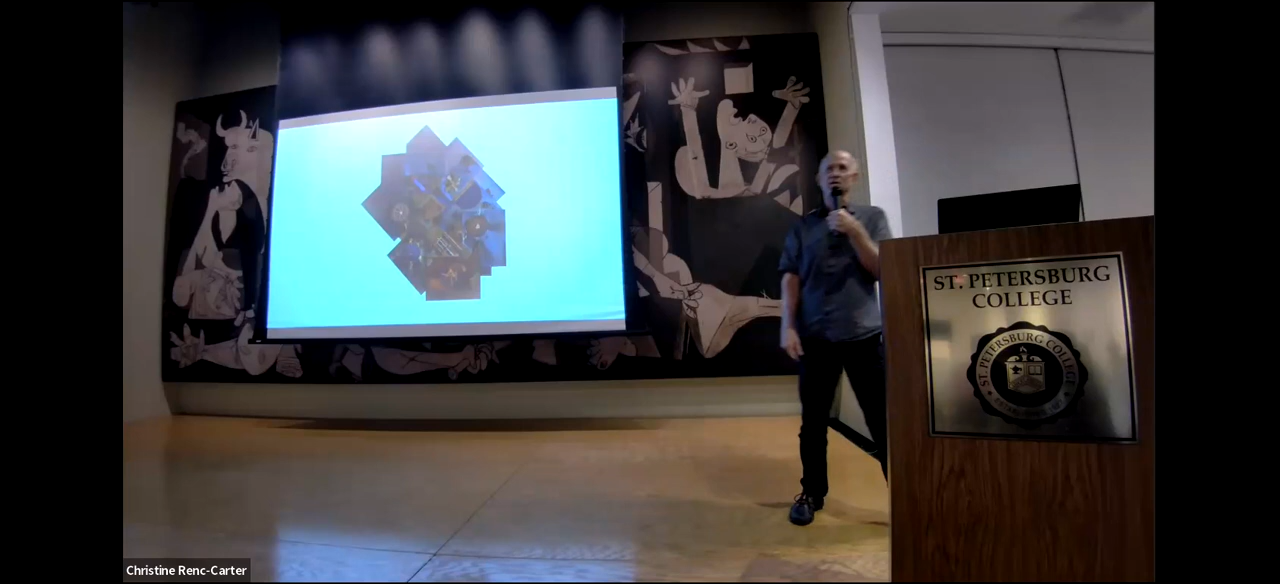 ST. PETERSBURG
COLLEGE
ST. PETERSBURG COLLEGE
Christine Renc-Carter